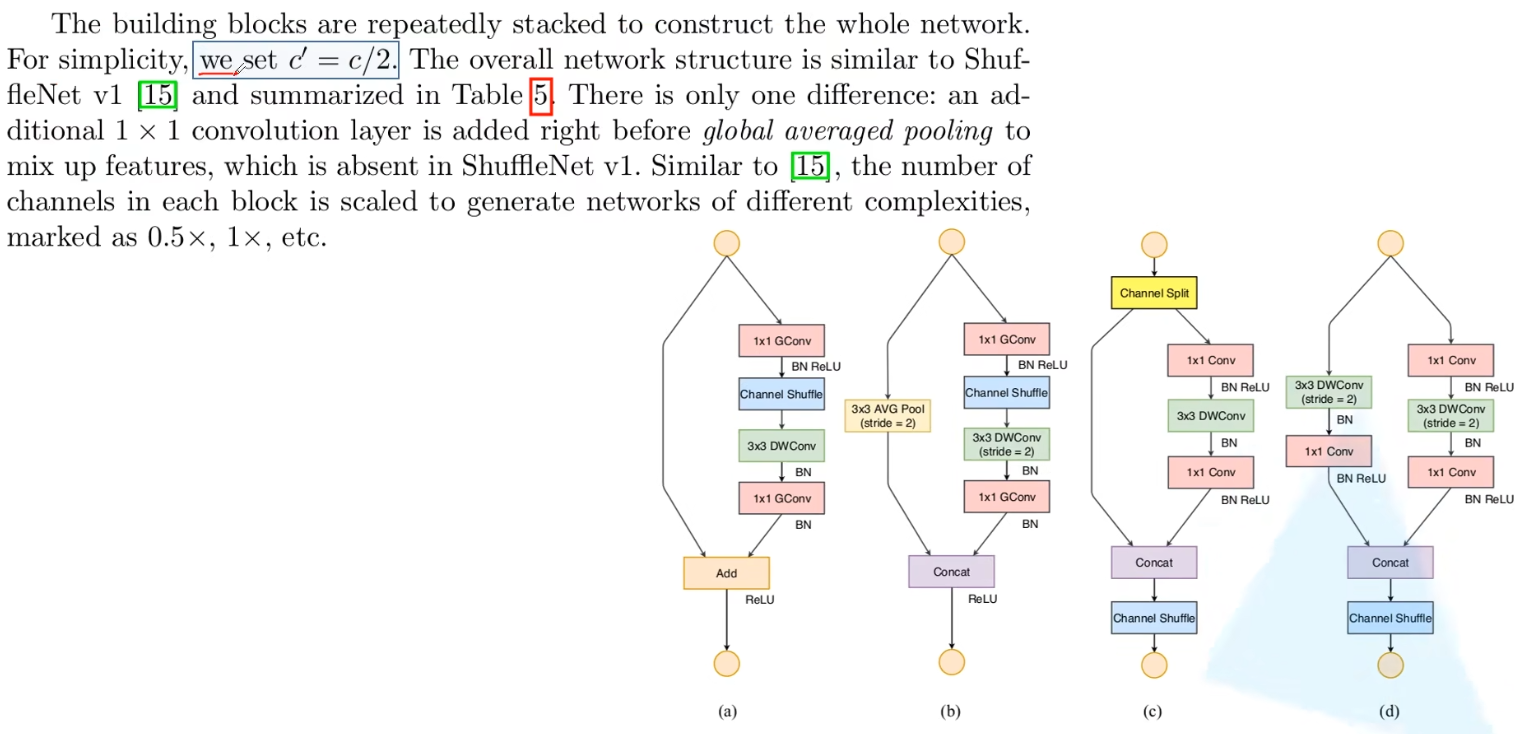 The building blocks are repeatedly stacked to construct the whole network.
For simplicity, we set c′ = c/2. The overall network structure is similar to Shuf-
fleNet v1 [15] and summarized in Table 5. There is only one difference: an ad-
ditional 1 × 1 convolution layer is added right before global averaged pooling to
mix up features, which is absent in ShuffleNet v1. Similar to [15], the number of
channels in each block is scaled to generate networks of different complexities,
marked as 0.5×, 1×, etc.
1x1 GConv
BN ReLU
Channel Shuffle
3x3 DWConv
BN
1x1 GConv
BN
Add
ReLU
(a)
1x1 GConv
BN ReLU
Channel Shuffle
3x3 AVG Pool
(stride = 2)
3x3 DWConv
(stride = 2)
BN
1x1 GConv
BN
Concat
ReLU
(b)
Channel Split
1x1 Conv
BN ReLU
3x3 DWConv
BN
1x1 Conv
BN ReLU
Concat
Channel Shuffle
(c)
3x3 DWConv
(stride = 2)
BN
1x1 Conv
BN ReLU
1x1 Conv
BN ReLU
3x3 DWConv
(stride = 2)
BN
1x1 Conv
BN ReLU
Concat
Channel Shuffle
(d)